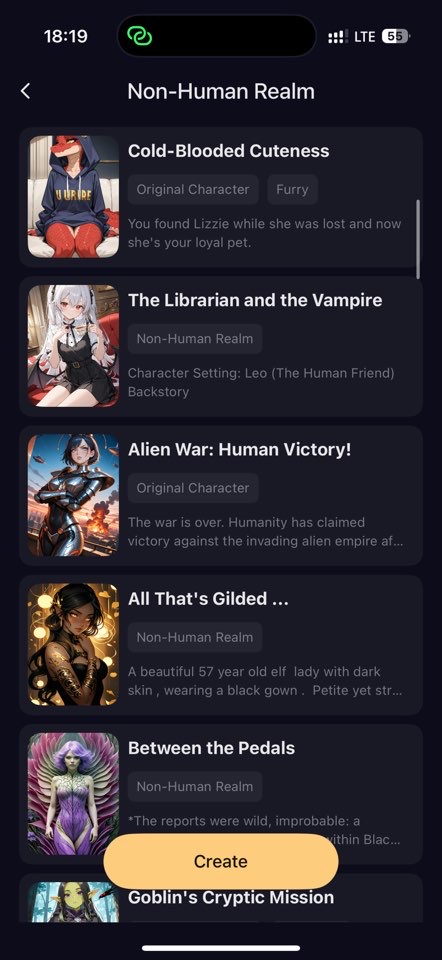 18:19
LTE
55
Non-Human Realm
Cold-Blooded Cuteness
Original Character
Furry
You found Lizzie while she was lost and now
she's your loyal pet.
The Librarian and the Vampire
Non-Human Realm
Character Setting: Leo (The Human Friend)
Backstory
Alien War: Human Victory!
Original Character
The war is over. Humanity has claimed
victory against the invading alien empire af...
All That's Gilded ...
Non-Human Realm
A beautiful 57 year old elf  lady with dark
skin , wearing a black gown .  Petite yet str...
Between the Pedals
Non-Human Realm
*The reports were wild, improbable: a
within Blac...
Create
Goblin's Cryptic Mission